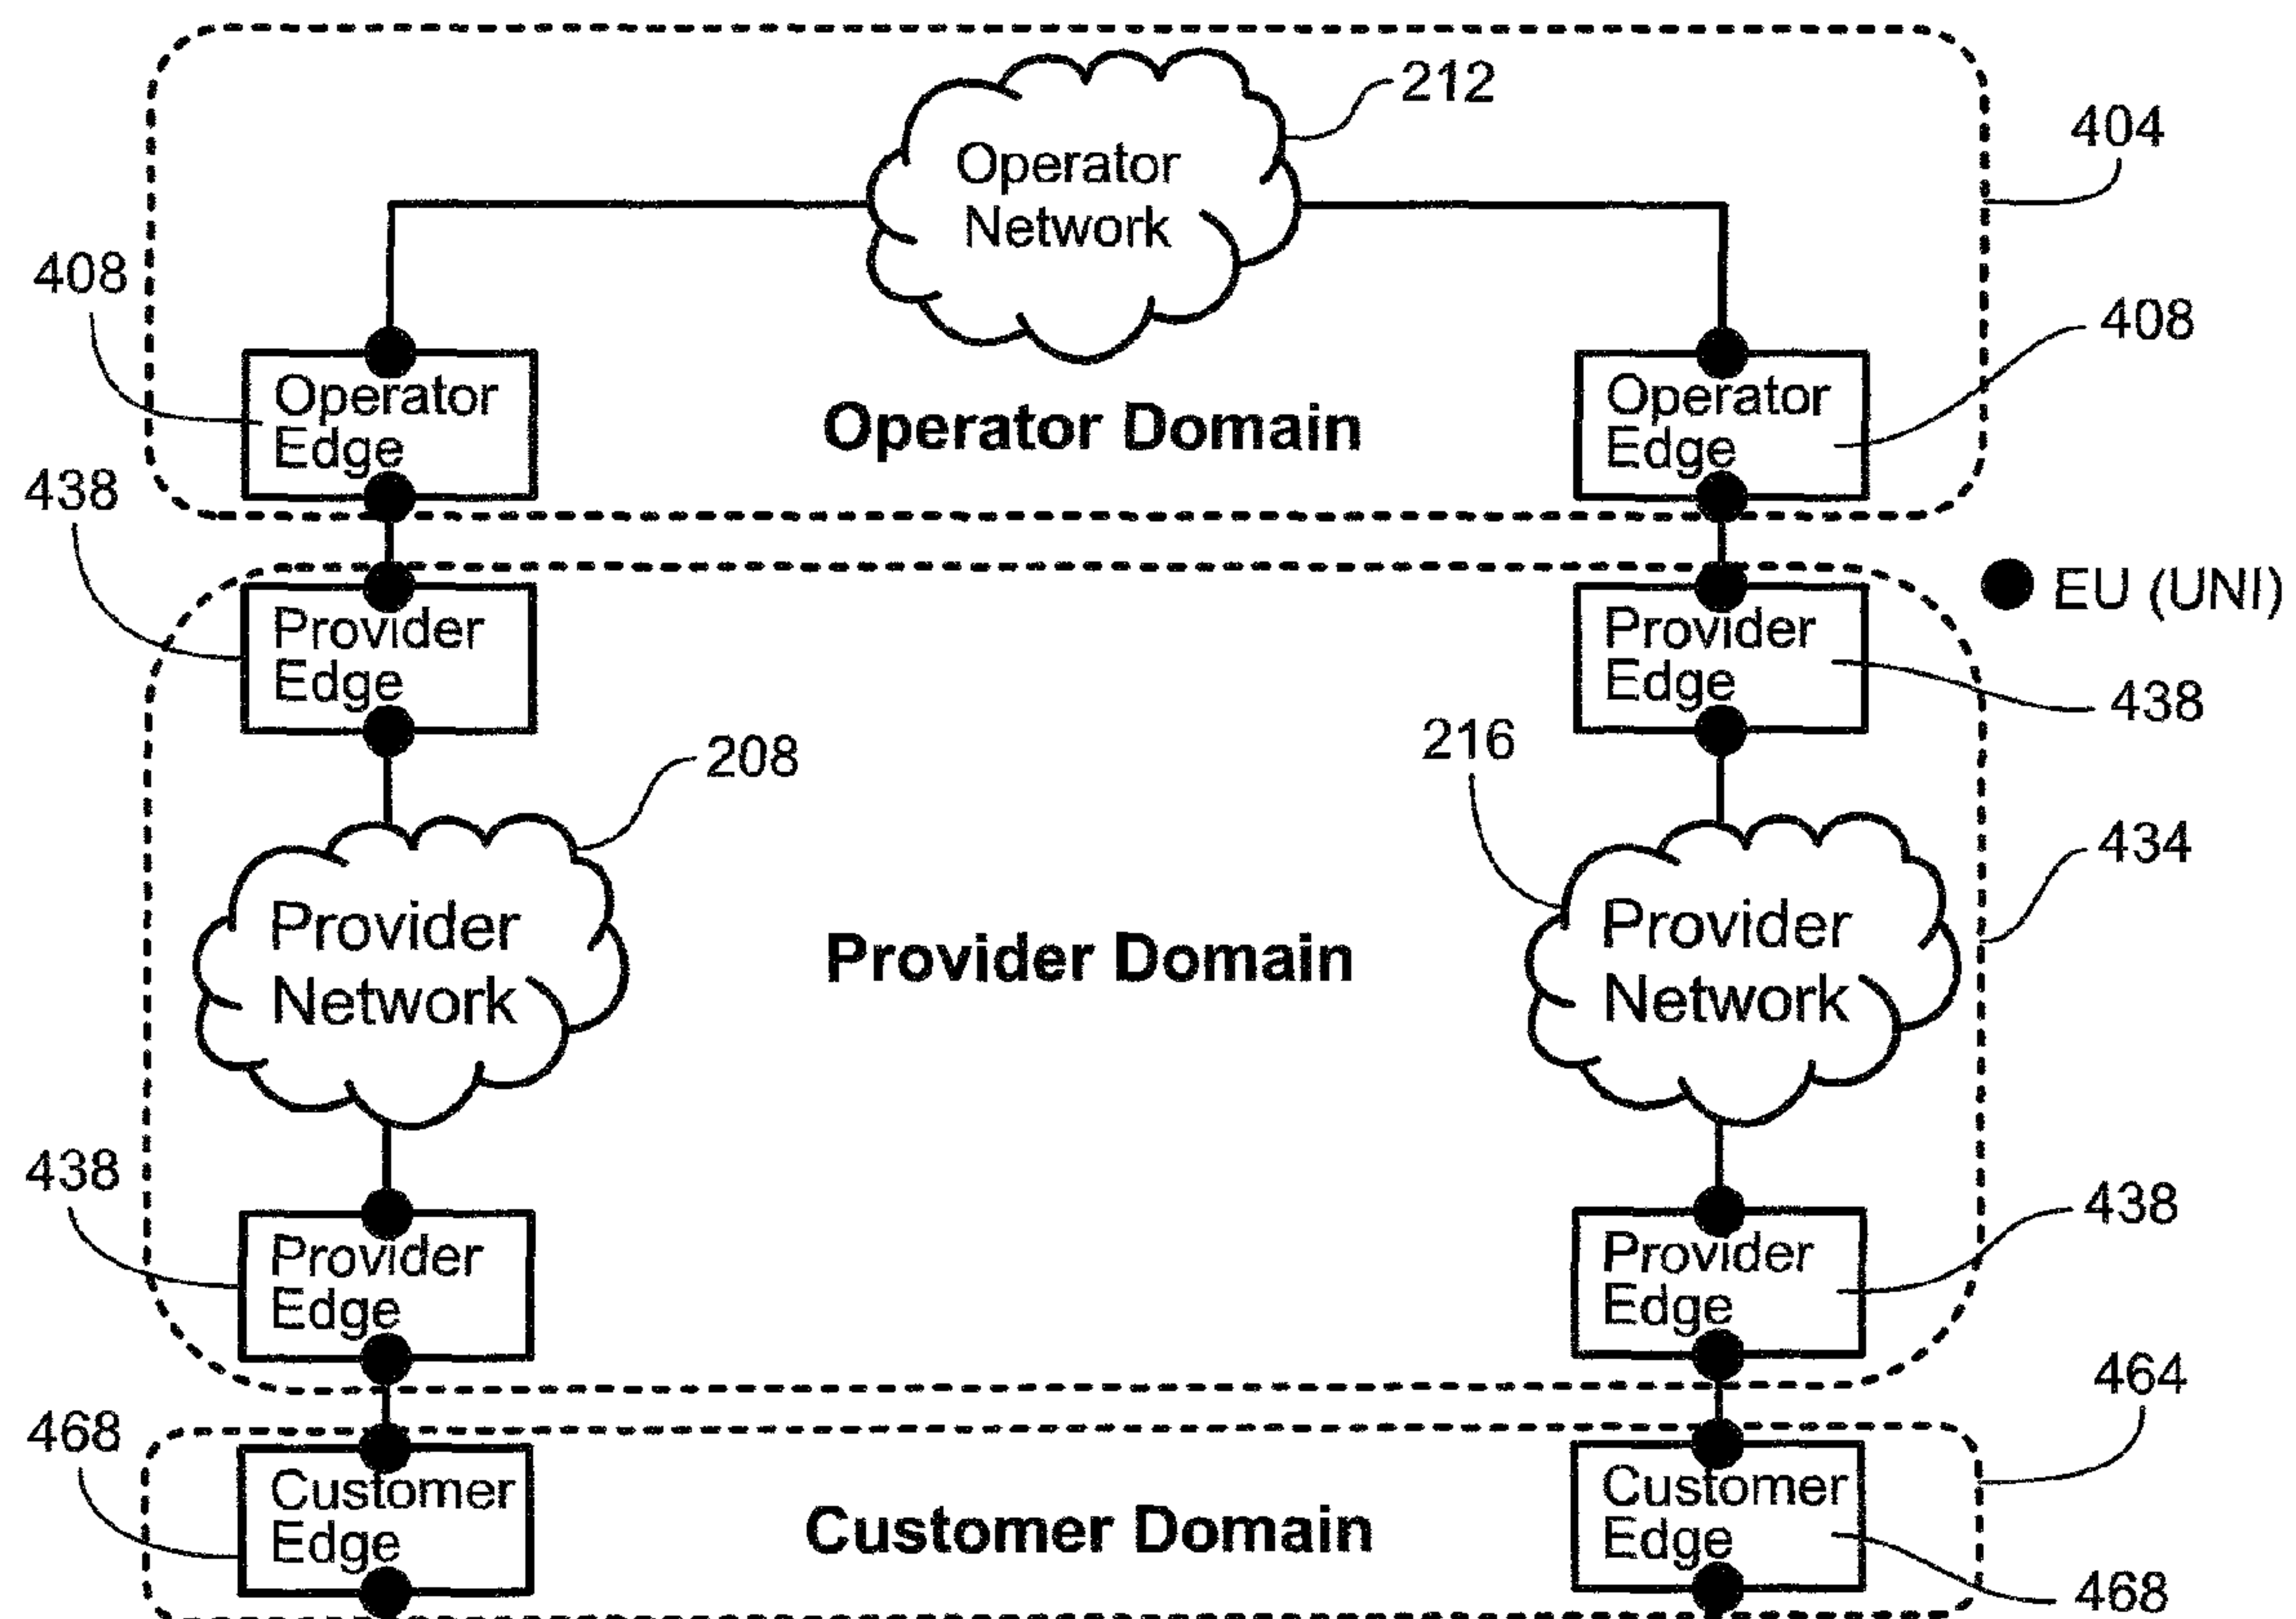 212
404
Operator
Network
408
408
Operator
Edge
Operator Domain
Operator
Edge
438
EU (UNI)
Provider
Edge
Provider
Edge
438
208
216
434
Provider
Network
Provider Domain
Provider
Network
438
438
Provider
Edge
Provider
Edge
464
468
Customer
Edge
Customer Domain
Customer
Edge
468